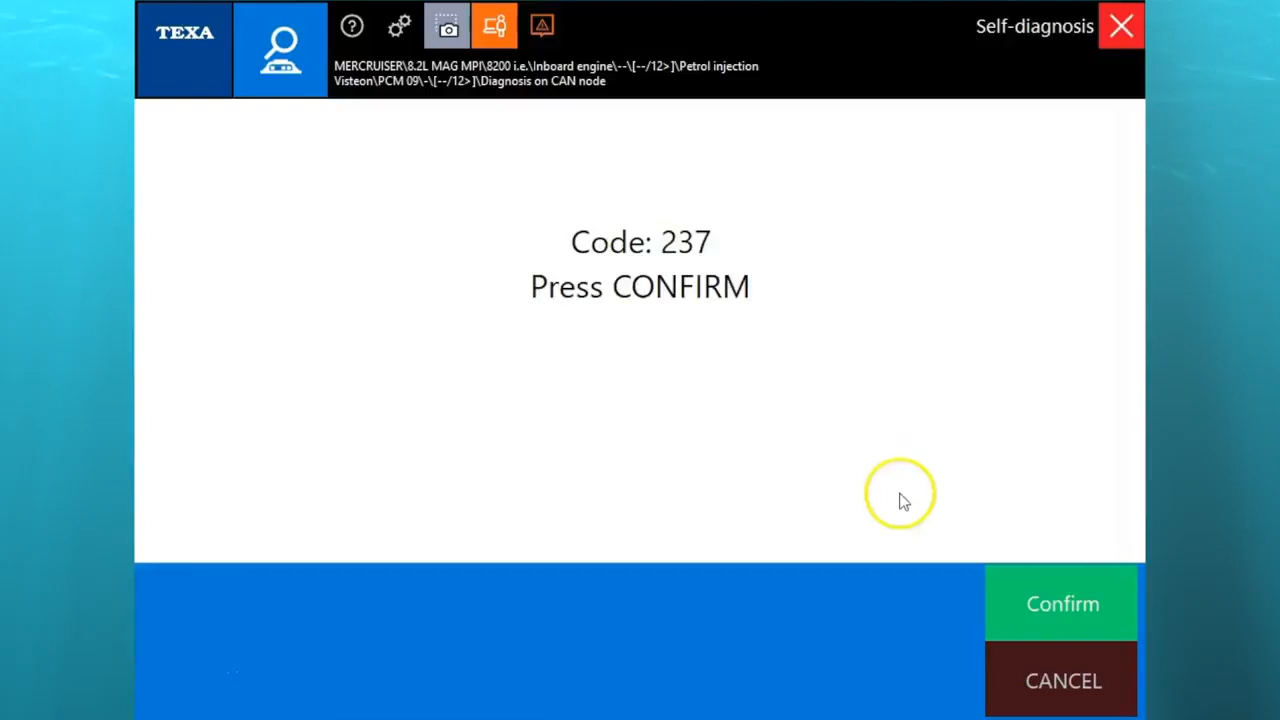 TEXA
Self-diagnosis
MERCRUISER\8.2L MAG MPI\8200 i.e.\Inboard engine\--\[--/12>]\Petrol injection
Visteon\PCM 09\-\[--/12>]\Diagnosis on CAN node
Code: 237
Press CONFIRM
Confirm
CANCEL